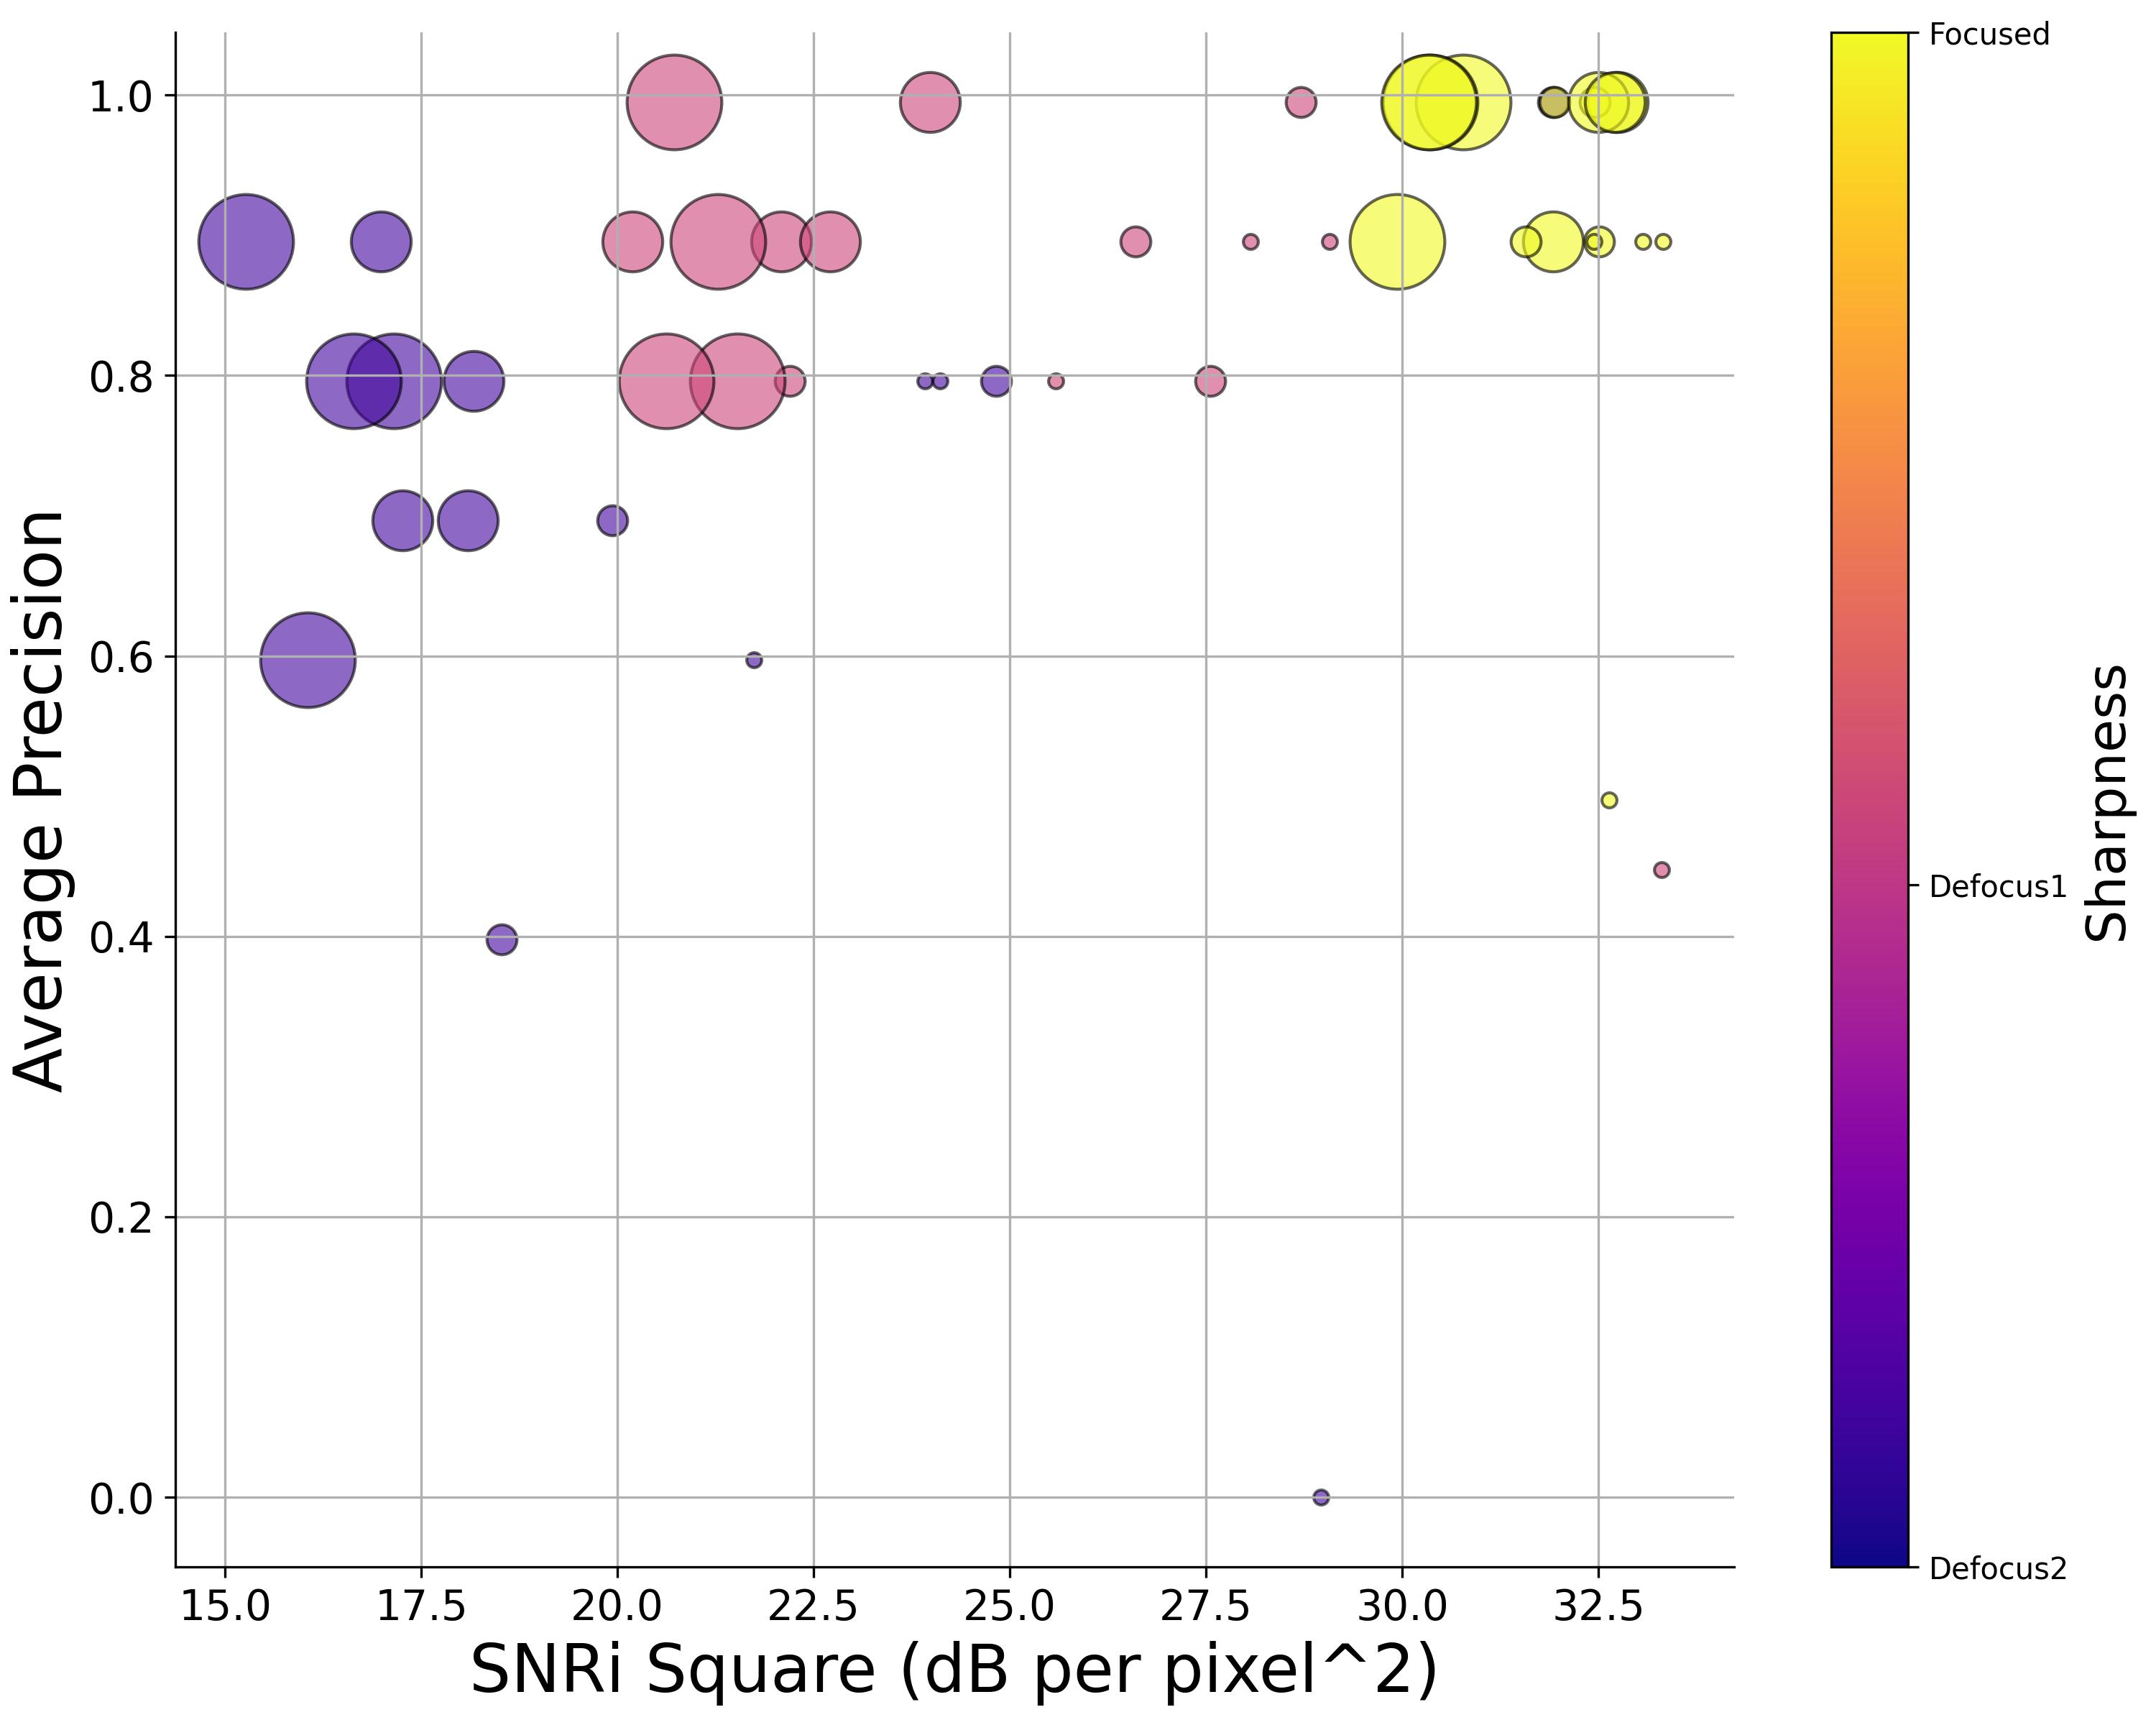 Average Precision
1.0
0.8
0.6
0.4
0.2
0.0
15.0 17.5 20.0 22.5 25.0 27.5 30.0 32.5
SNRi Square (dB per pixel^2)
Focused
Defocus1
Defocus2
Sharpness